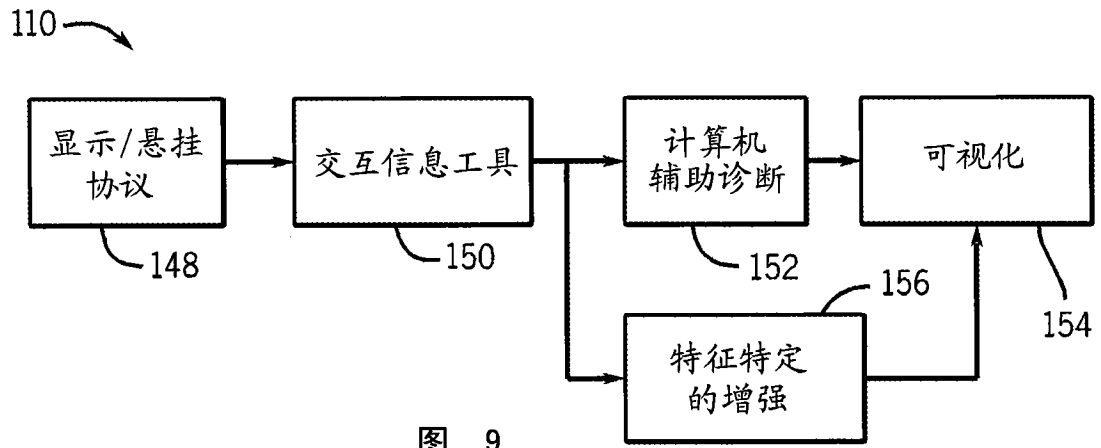 110
显示/悬挂
协议
148
交互信息工具
150
计算机
辅助诊断
152
可视化
154
156
特征特定
的增强
图 9